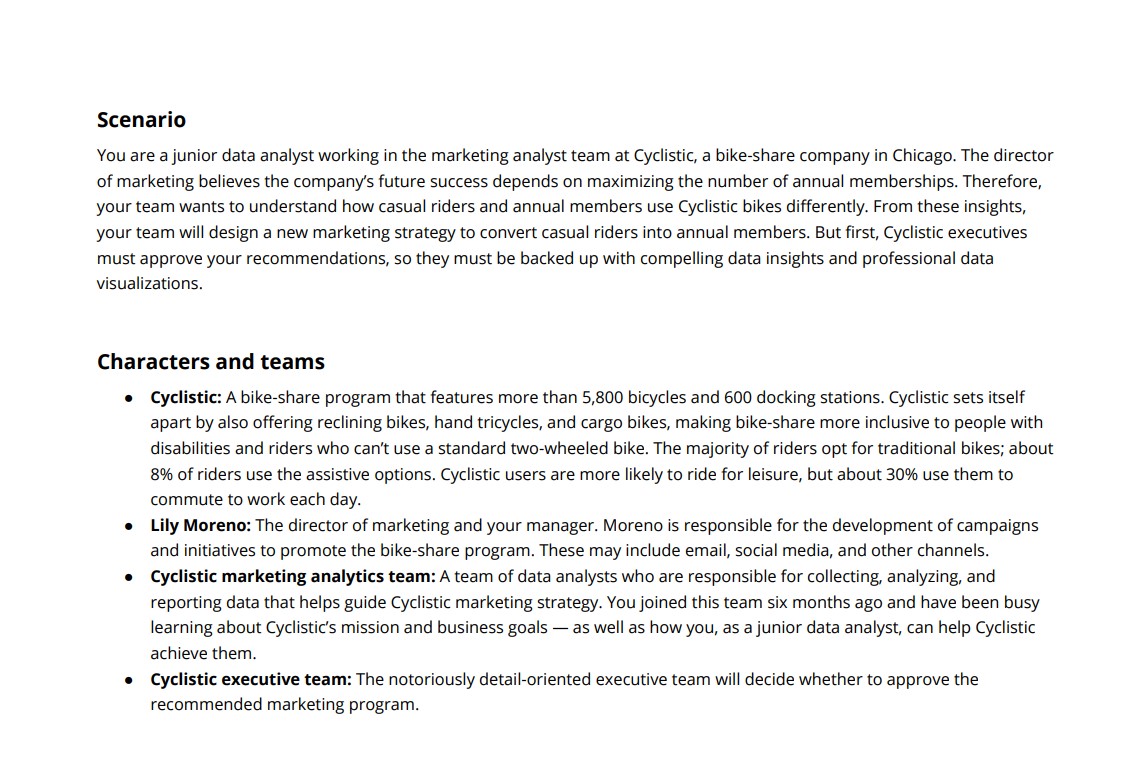 Scenario
You are a junior data analyst working in the marketing analyst team at Cyclistic, a bike-share company in Chicago. The director
of marketing believes the company’s future success depends on maximizing the number of annual memberships. Therefore,
your team wants to understand how casual riders and annual members use Cyclistic bikes differently. From these insights,
your team will design a new marketing strategy to convert casual riders into annual members. But first, Cyclistic executives
must approve your recommendations, so they must be backed up with compelling data insights and professional data
visualizations.
Characters and teams
● Cyclistic: A bike-share program that features more than 5,800 bicycles and 600 docking stations. Cyclistic sets itself
apart by also offering reclining bikes, hand tricycles, and cargo bikes, making bike-share more inclusive to people with
disabilities and riders who can’t use a standard two-wheeled bike. The majority of riders opt for traditional bikes; about
8% of riders use the assistive options. Cyclistic users are more likely to ride for leisure, but about 30% use them to
commute to work each day.
● Lily Moreno: The director of marketing and your manager. Moreno is responsible for the development of campaigns
and initiatives to promote the bike-share program. These may include email, social media, and other channels.
● Cyclistic marketing analytics team: A team of data analysts who are responsible for collecting, analyzing, and
reporting data that helps guide Cyclistic marketing strategy. You joined this team six months ago and have been busy
learning about Cyclistic’s mission and business goals — as well as how you, as a junior data analyst, can help Cyclistic
achieve them.
● Cyclistic executive team: The notoriously detail-oriented executive team will decide whether to approve the
recommended marketing program.